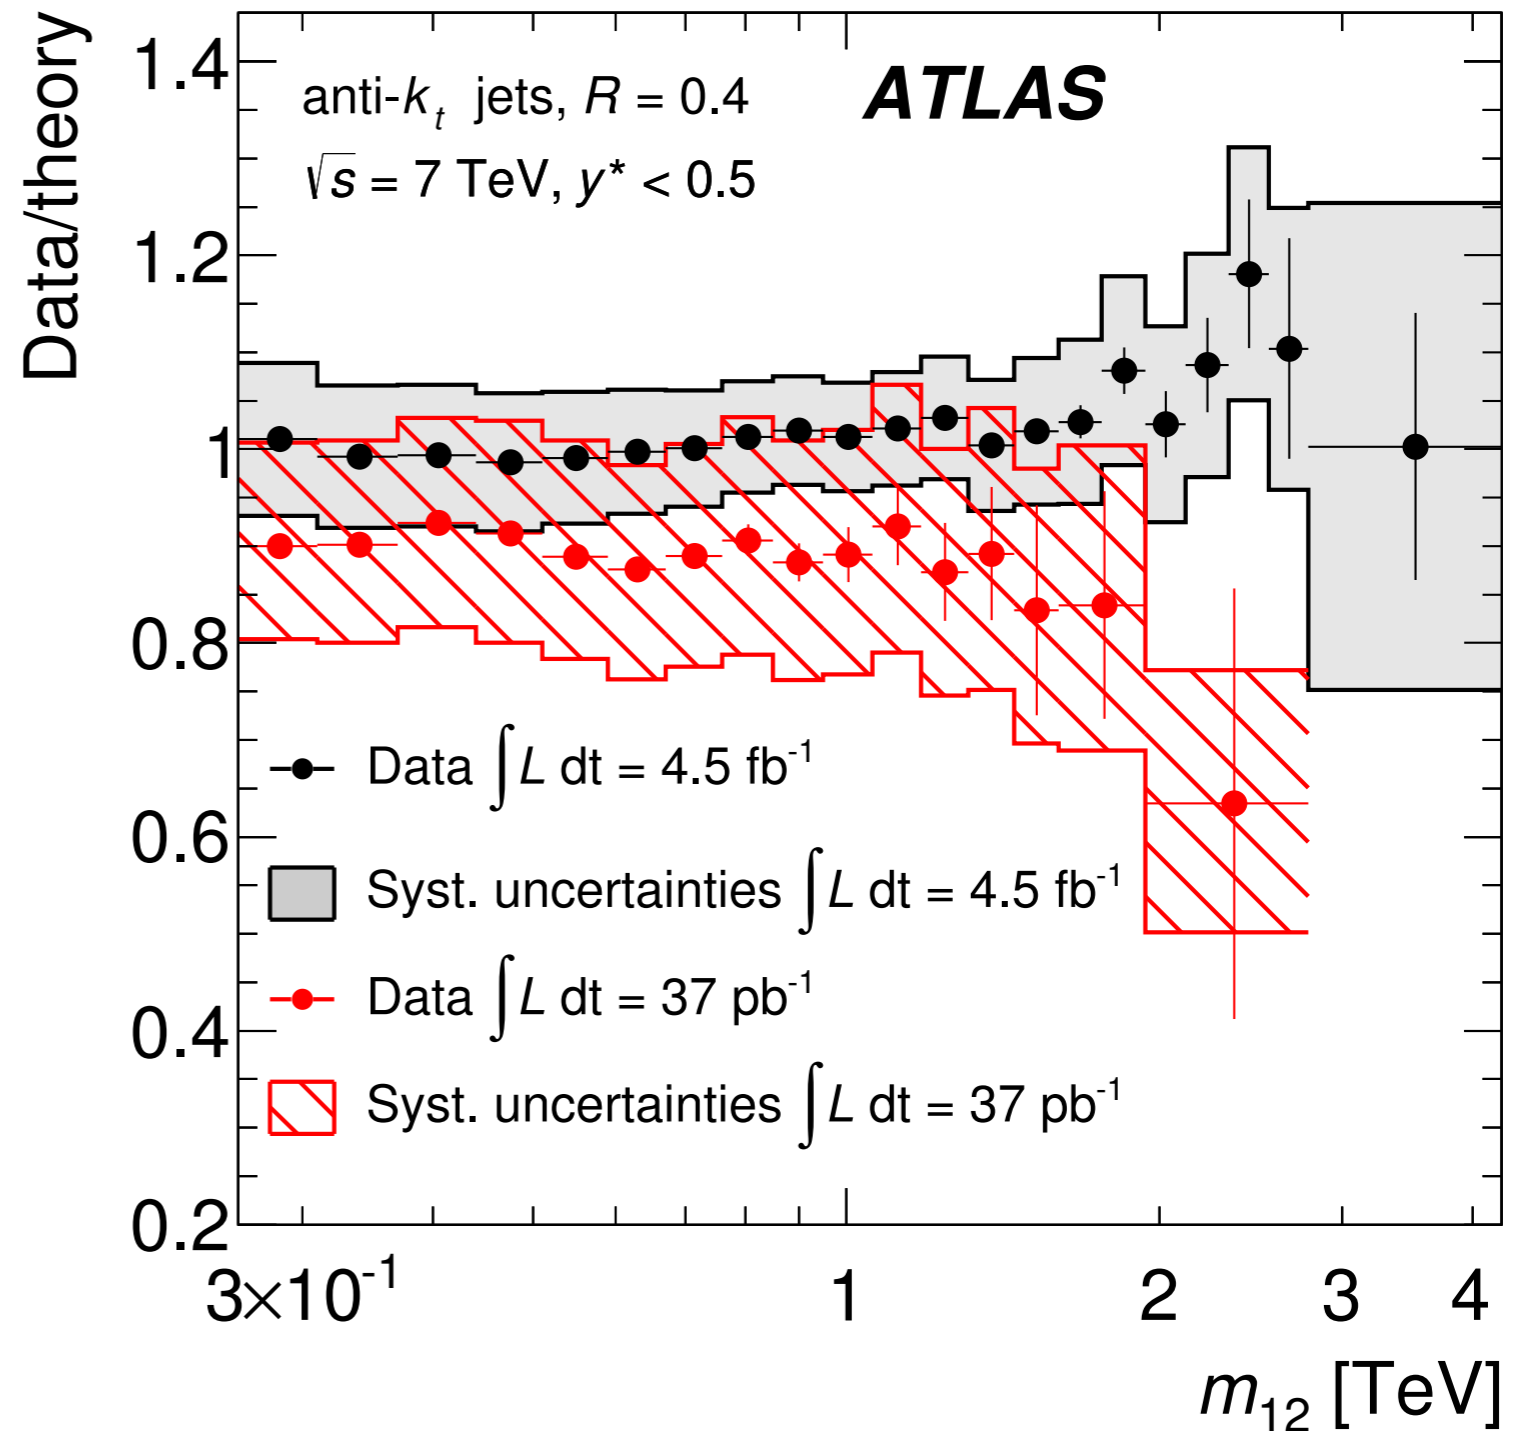 Data/theory
1.4
1.2
1
0.8
0.6
0.4
0.2
anti-kₜ jets, R = 0.4
ATLAS
√s = 7 TeV, y* < 0.5
Data ∫L dt = 4.5 fb⁻¹
Syst. uncertainties ∫L dt = 4.5 fb⁻¹
Data ∫L dt = 37 pb⁻¹
Syst. uncertainties ∫L dt = 37 pb⁻¹
3×10⁻¹ 1 2 3 4
m₁₂ [TeV]